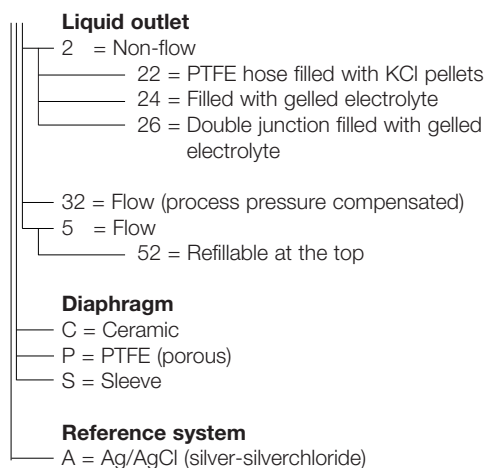 Liquid outlet
2 = Non-flow
22 = PTFE hose filled with KCl pellets
24 = Filled with gelled electrolyte
26 = Double junction filled with gelled
electrolyte
32 = Flow (process pressure compensated)
5 = Flow
52 = Refillable at the top
Diaphragm
C = Ceramic
P = PTFE (porous)
S = Sleeve
Reference system
A = Ag/AgCl (silver-silverchloride)